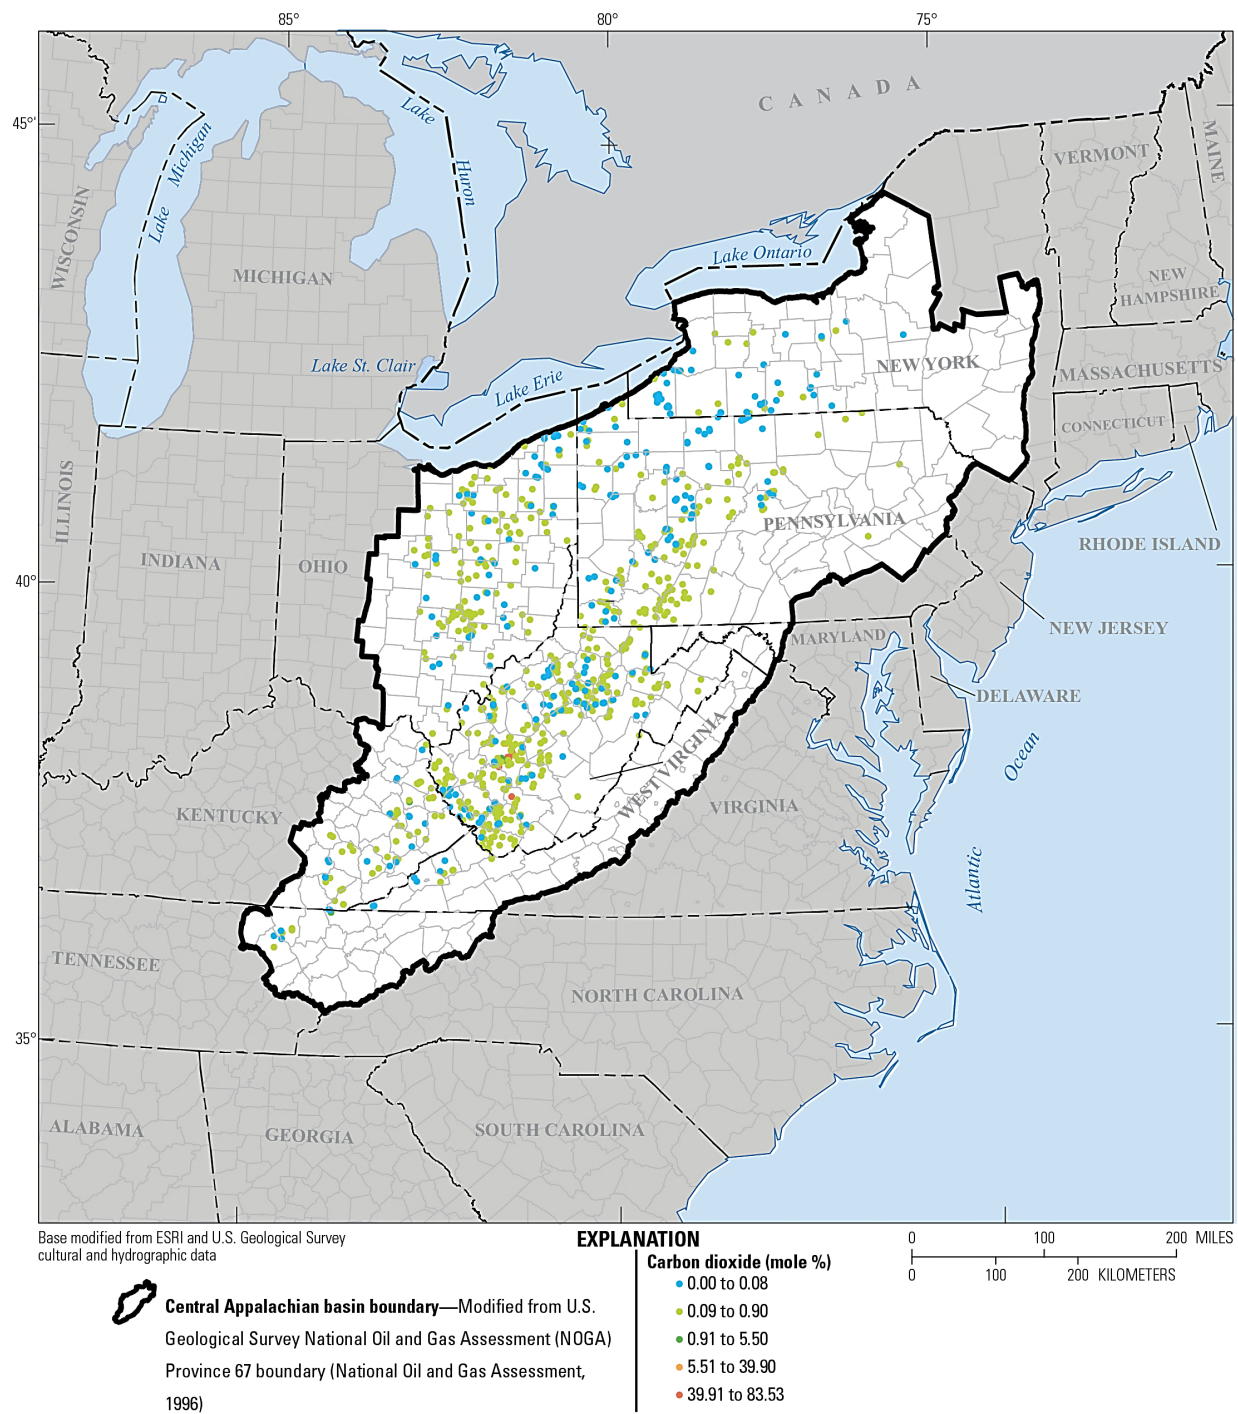 85°
80°
75°
45°
CANADA
MAINE
VERMONT
Lake
Michigan
Lake
Huron
WISCONSIN
MICHIGAN
Lake Ontario
NEW
HAMPSHIRE
Lake St. Clair
Lake Erie
NEW YORK
MASSACHUSETTS
CONNECTICUT
ILLINOIS
INDIANA
OHIO
PENNSYLVANIA
RHODE ISLAND
40°
NEW JERSEY
MARYLAND
DELAWARE
WEST VIRGINIA
Atlantic
Ocean
KENTUCKY
VIRGINIA
TENNESSEE
NORTH CAROLINA
35°
ALABAMA
GEORGIA
SOUTH CAROLINA
Base modified from ESRI and U.S. Geological Survey
cultural and hydrographic data
EXPLANATION
0 100 200 MILES
0 100 200 KILOMETERS
Central Appalachian basin boundary—Modified from U.S.
Geological Survey National Oil and Gas Assessment (NOGA)
Province 67 boundary (National Oil and Gas Assessment,
1996)
Carbon dioxide (mole %)
0.00 to 0.08
0.09 to 0.90
0.91 to 5.50
5.51 to 39.90
39.91 to 83.53